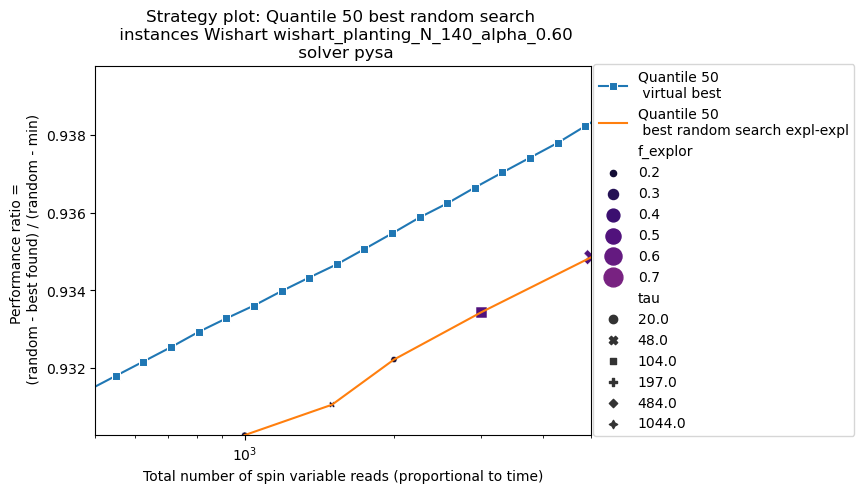 Strategy plot: Quantile 50 best random search
instances Wishart wishart_planting_N_140_alpha_0.60
solver pysa
Performance ratio =
(random - best found) / (random - min)
0.938
0.936
0.934
0.932
10^3
Total number of spin variable reads (proportional to time)
Quantile 50
virtual best
Quantile 50
best random search expl-expl
f_explor
0.2
0.3
0.4
0.5
0.6
0.7
tau
20.0
48.0
104.0
197.0
484.0
1044.0